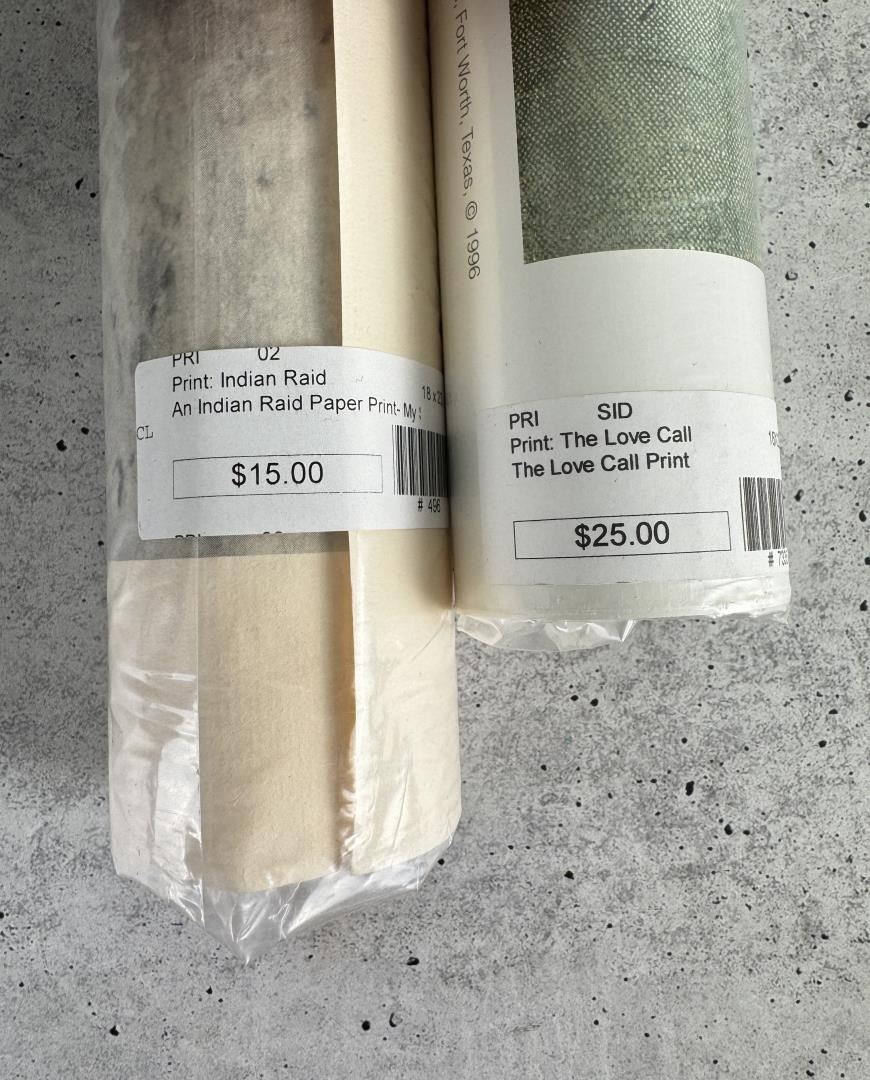 , Fort Worth, Texas, © 1996
PRI 02
Print: Indian Raid
18 x
An Indian Raid Paper Print- My
CL
$15.00
# 496
PRI SID
Print: The Love Call
The Love Call Print
$25.00
#